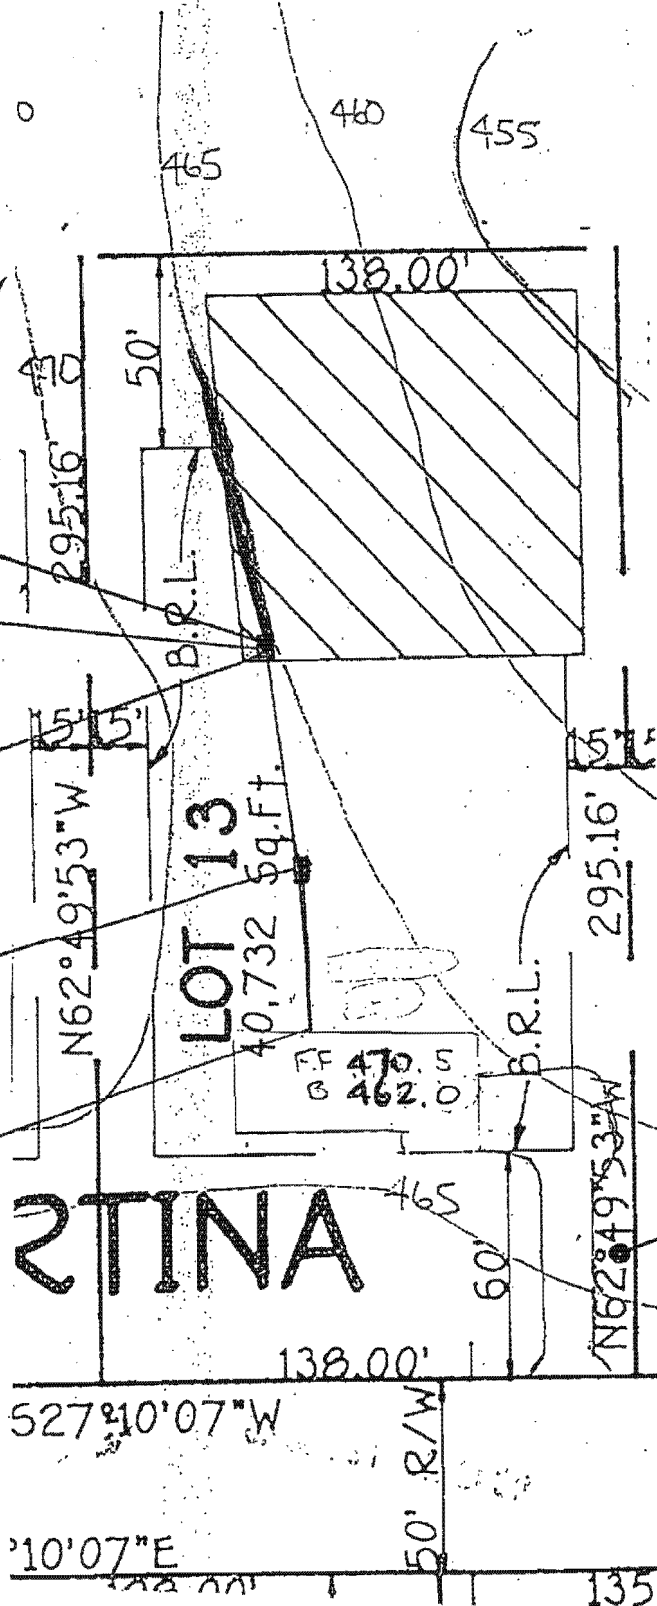 460
455
465
138.00'
50'
470
295.16'
B.R.L.
15'
15'
15'
N62°49'53"W
LOT 13
40,732 Sq.Ft.
295.16'
B.R.L.
F.F 470.5
B 462.0
465
RTINA
60'
N62°49'53"W
138.00'
S27°10'07"W
50' R/W
°10'07"E
135